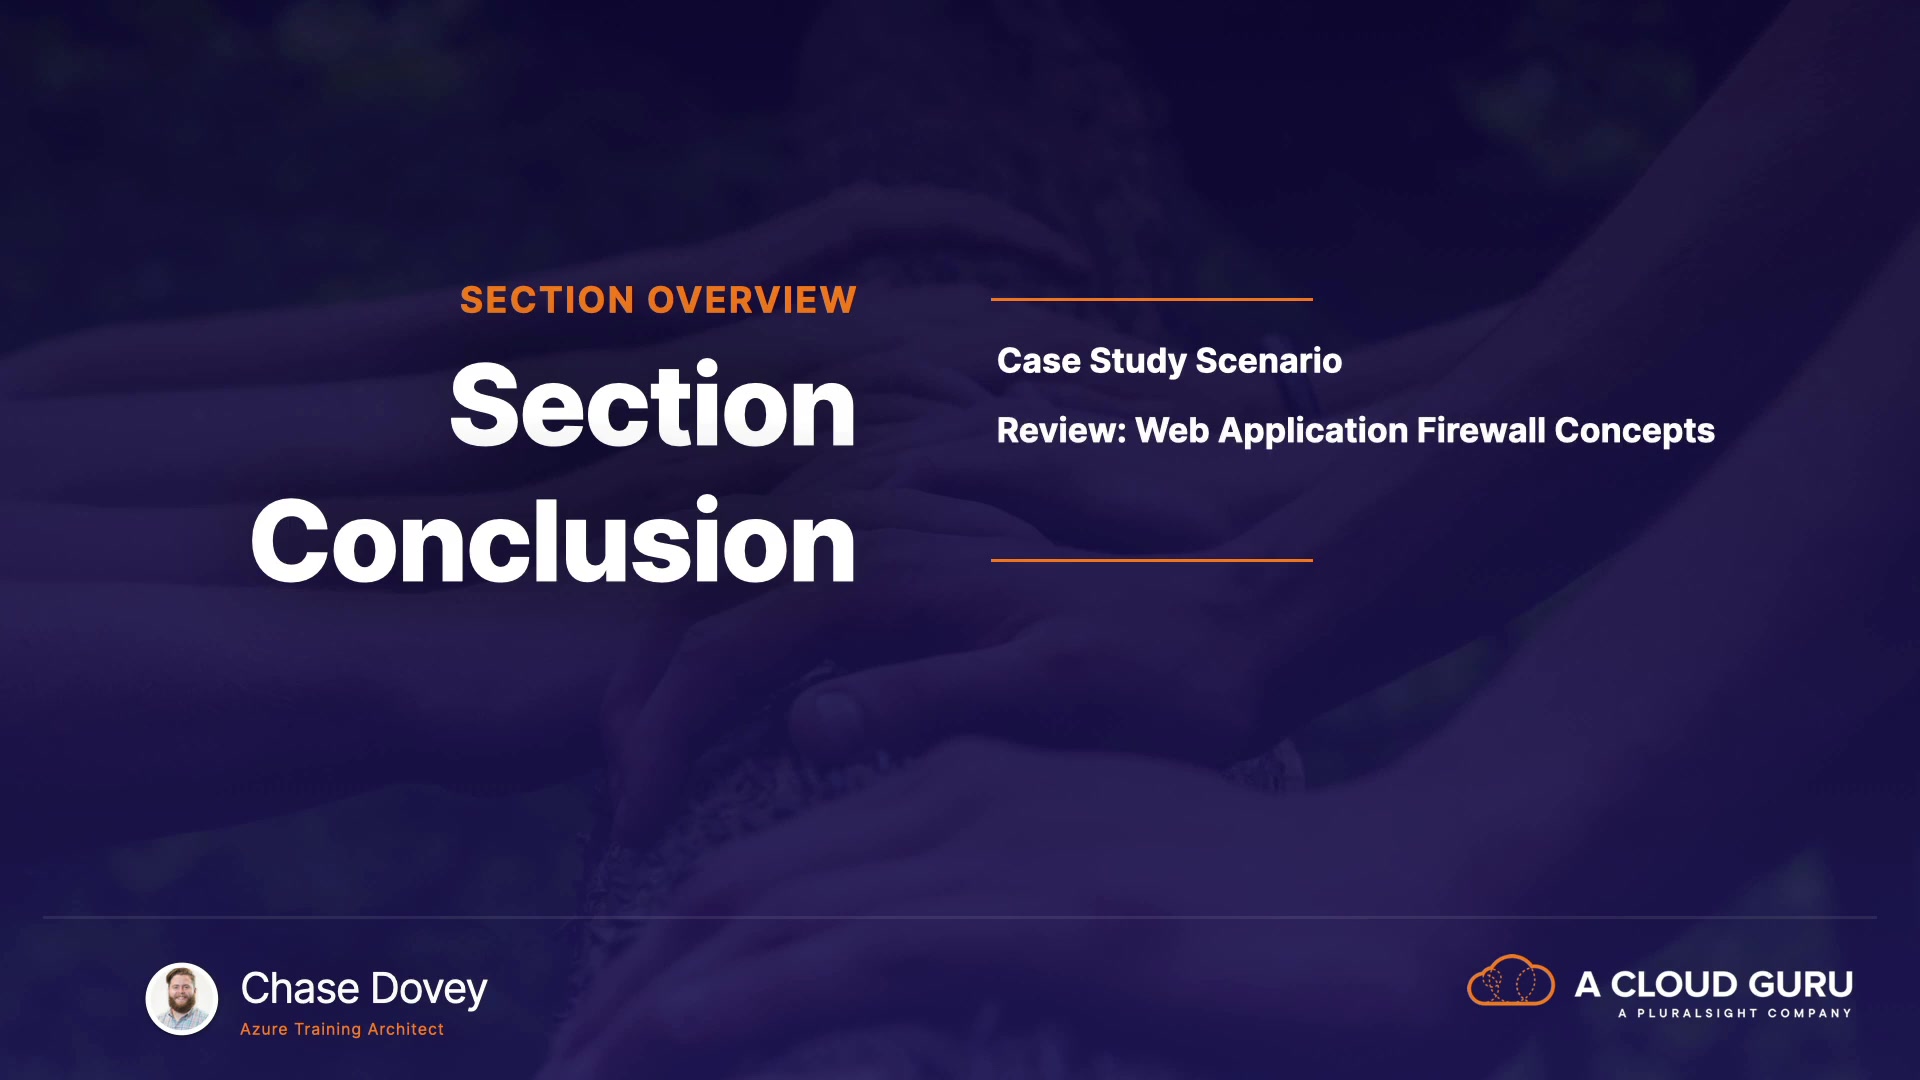 SECTION OVERVIEW
Section
Conclusion
Case Study Scenario
Review: Web Application Firewall Concepts
Chase Dovey
Azure Training Architect
A CLOUD GURU
A PLURALSIGHT COMPANY